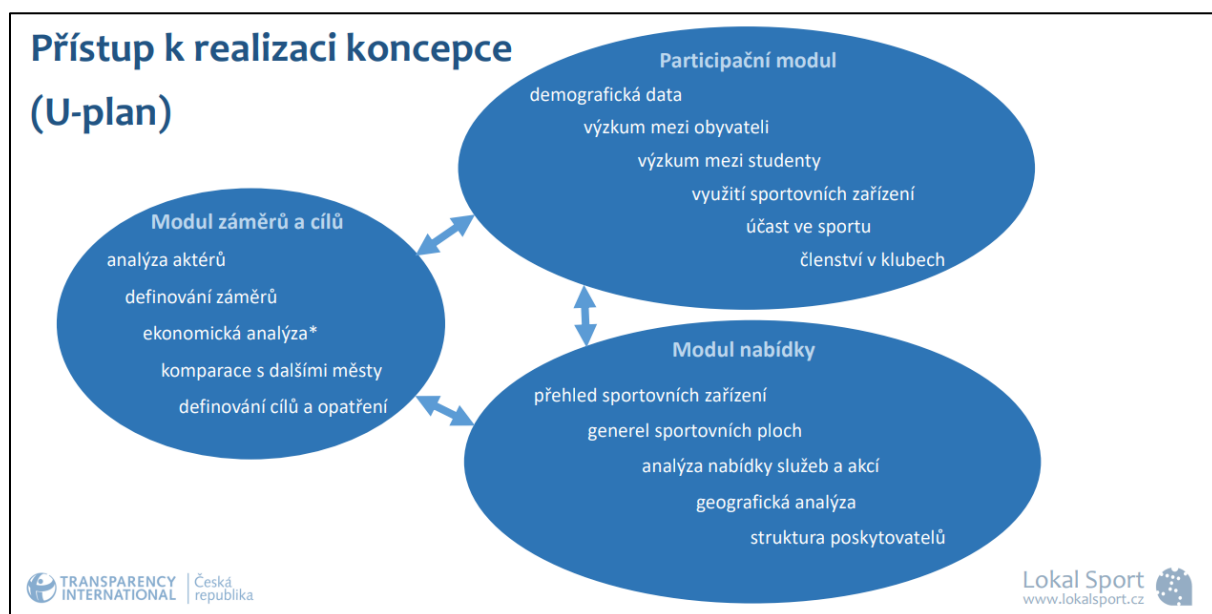 Přístup k realizaci koncepce
(U-plan)
Participační modul
demografická data
výzkum mezi obyvateli
výzkum mezi studenty
využití sportovních zařízení
účast ve sportu
členství v klubech
Modul záměrů a cílů
analýza aktérů
definování záměrů
ekonomická analýza*
komparace s dalšími městy
definování cílů a opatření
Modul nabídky
přehled sportovních zařízení
generel sportovních ploch
analýza nabídky služeb a akcí
geografická analýza
struktura poskytovatelů
TRANSPARENCY
INTERNATIONAL
Česká
republika
Lokal Sport
www.lokalsport.cz